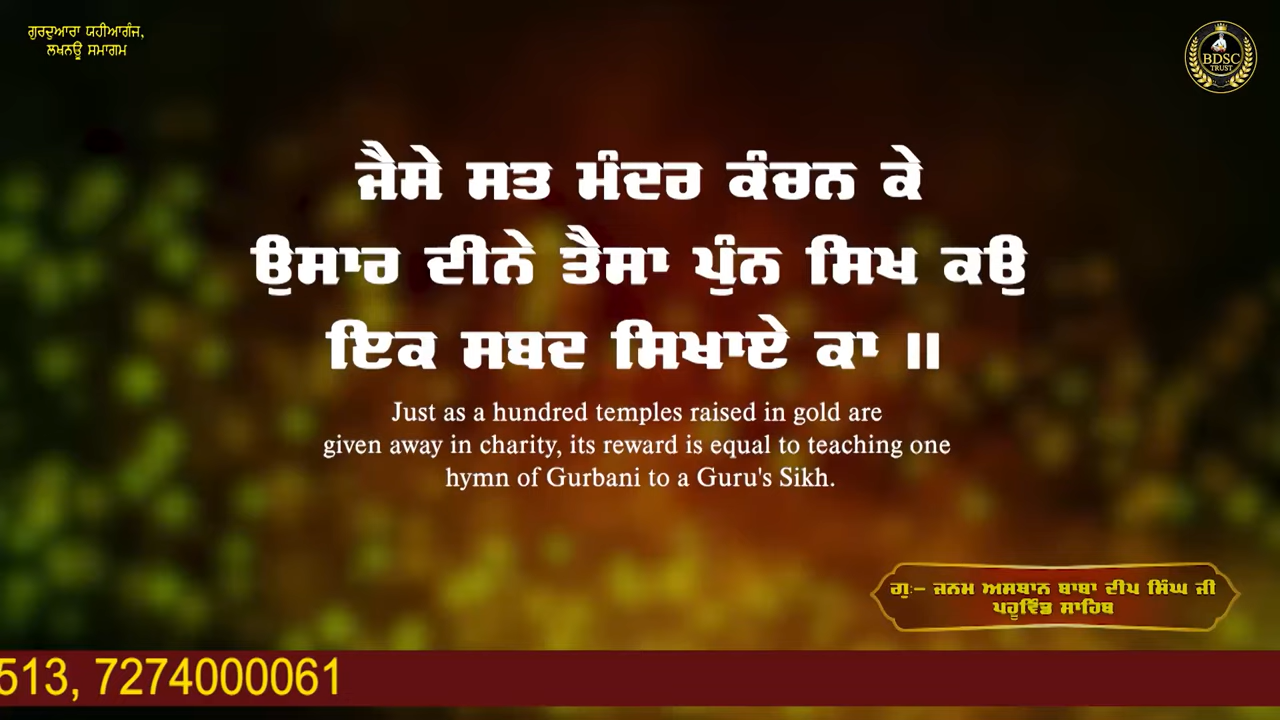 ਗੁਰਦੁਆਰਾ ਯਹੀਆਗੰਜ,
ਲਖਨਊ ਸਮਾਗਮ
BDSC
TRUST
ਜੈਸੇ ਸਤ ਮੰਦਰ ਕੰਚਨ ਕੇ
ਉਸਾਰ ਦੀਨੇ ਤੈਸਾ ਪੁੰਨ ਸਿਖ ਕਉ
ਇਕ ਸਬਦ ਸਿਖਾਏ ਕਾ ॥
Just as a hundred temples raised in gold are
given away in charity, its reward is equal to teaching one
hymn of Gurbani to a Guru's Sikh.
ਗੁ:– ਜਨਮ ਅਸਥਾਨ ਬਾਬਾ ਦੀਪ ਸਿੰਘ ਜੀ
ਪਹੂਵਿੰਡ ਸਾਹਿਬ
513, 7274000061